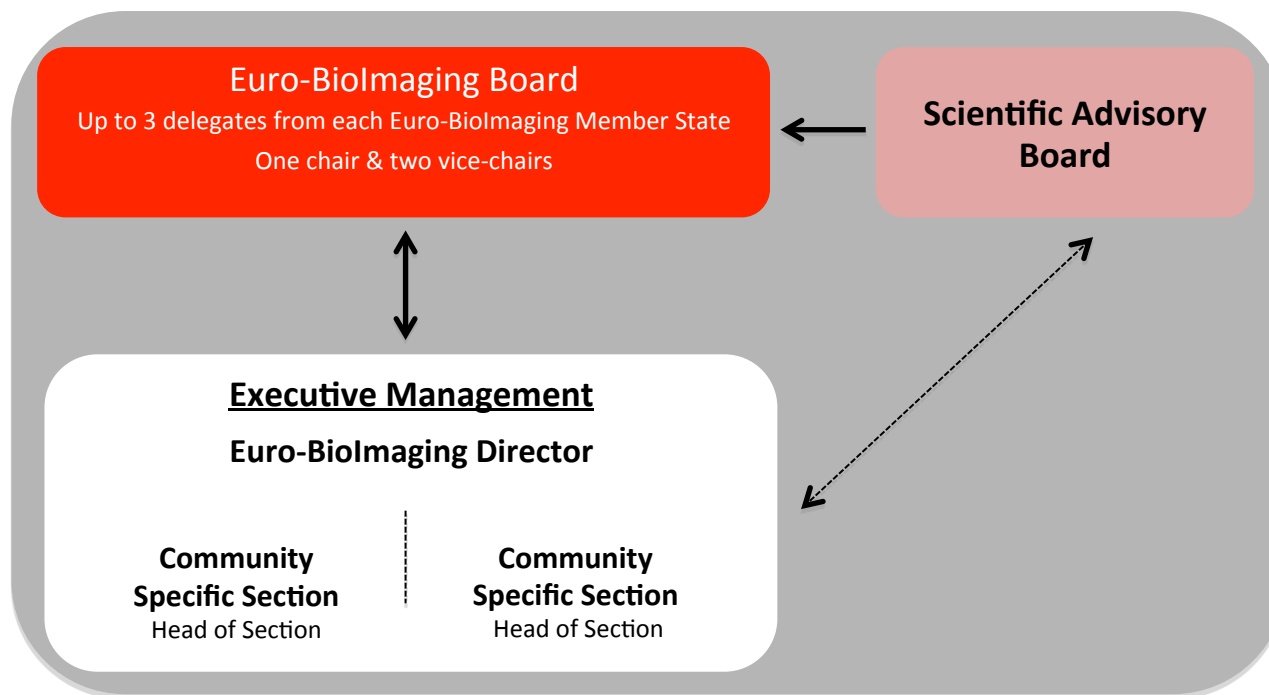 Euro-BioImaging Board
Up to 3 delegates from each Euro-BioImaging Member State
One chair & two vice-chairs
Scientific Advisory
Board
Executive Management
Euro-BioImaging Director
Community
Specific Section
Head of Section
Community
Specific Section
Head of Section